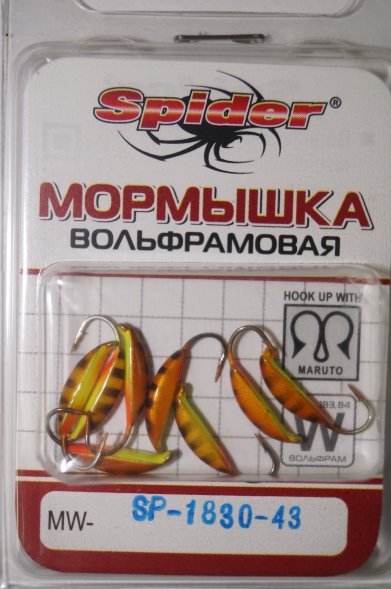 Spider®
МОРМЫШКА
ВОЛЬФРАМОВАЯ
HOOK UP WITH
MARUTO
W
ВОЛЬФРАМ
MW- SP-1830-43